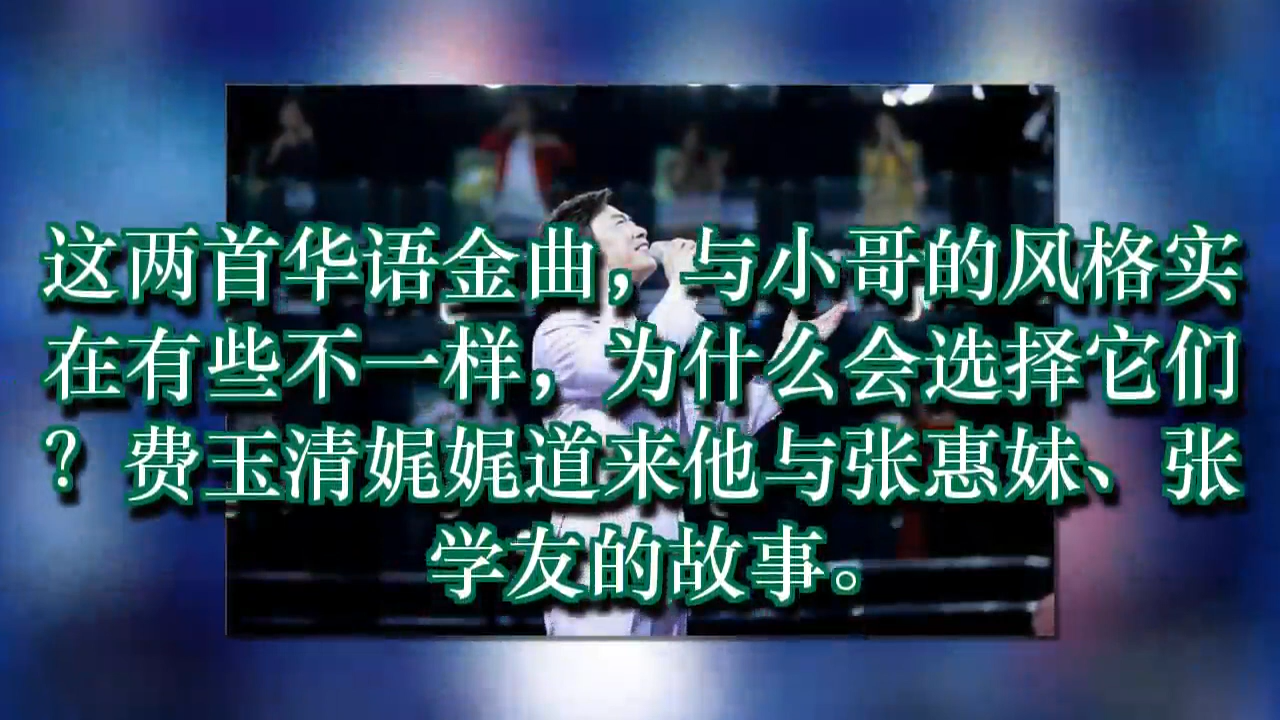 这两首华语金曲，与小哥的风格实
在有些不一样，为什么会选择它们
？费玉清娓娓道来他与张惠妹、张
学友的故事。